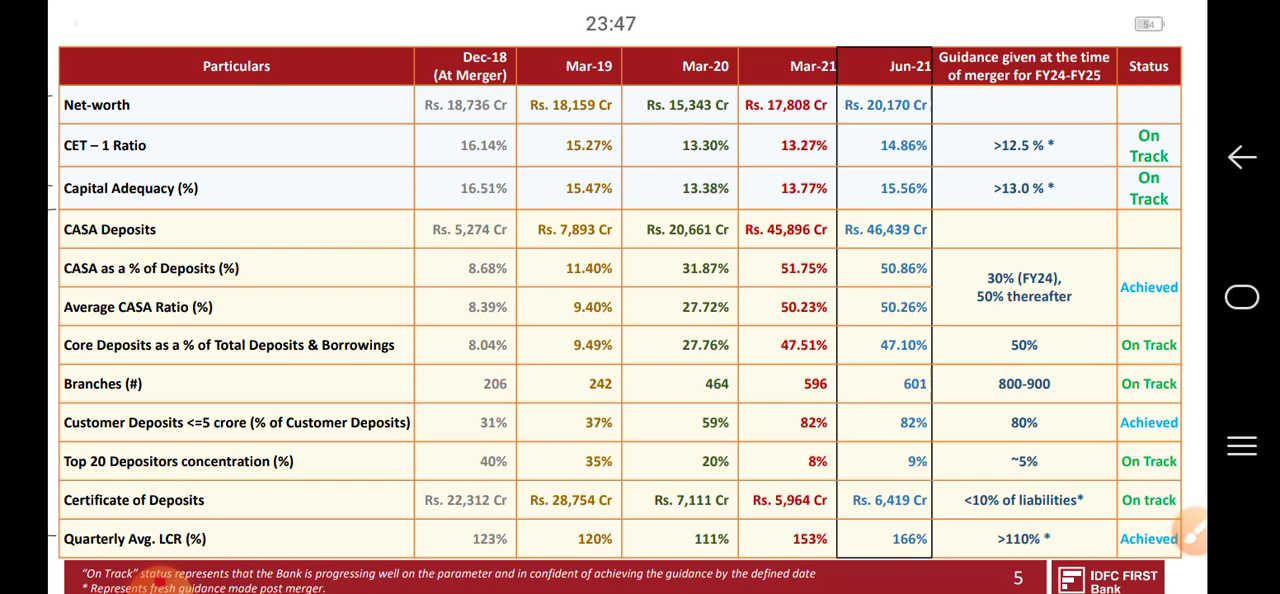 23:47
54
Particulars Dec-18 (At Merger) Mar-19 Mar-20 Mar-21 Jun-21 Guidance given at the time of merger for FY24-FY25 Status
Net-worth Rs. 18,736 Cr Rs. 18,159 Cr Rs. 15,343 Cr Rs. 17,808 Cr Rs. 20,170 Cr
CET – 1 Ratio 16.14% 15.27% 13.30% 13.27% 14.86% >12.5 % * On Track
Capital Adequacy (%) 16.51% 15.47% 13.38% 13.77% 15.56% >13.0 % * On Track
CASA Deposits Rs. 5,274 Cr Rs. 7,893 Cr Rs. 20,661 Cr Rs. 45,896 Cr Rs. 46,439 Cr
CASA as a % of Deposits (%) 8.68% 11.40% 31.87% 51.75% 50.86% 30% (FY24), 50% thereafter Achieved
Average CASA Ratio (%) 8.39% 9.40% 27.72% 50.23% 50.26%
Core Deposits as a % of Total Deposits & Borrowings 8.04% 9.49% 27.76% 47.51% 47.10% 50% On Track
Branches (#) 206 242 464 596 601 800-900 On Track
Customer Deposits <=5 crore (% of Customer Deposits) 31% 37% 59% 82% 82% 80% Achieved
Top 20 Depositors concentration (%) 40% 35% 20% 8% 9% ~5% On Track
Certificate of Deposits Rs. 22,312 Cr Rs. 28,754 Cr Rs. 7,111 Cr Rs. 5,964 Cr Rs. 6,419 Cr <10% of liabilities* On track
Quarterly Avg. LCR (%) 123% 120% 111% 153% 166% >110% * Achieved
"On Track" status represents that the Bank is progressing well on the parameter and in confident of achieving the guidance by the defined date
* Represents fresh guidance made post merger.
5
IDFC FIRST
Bank